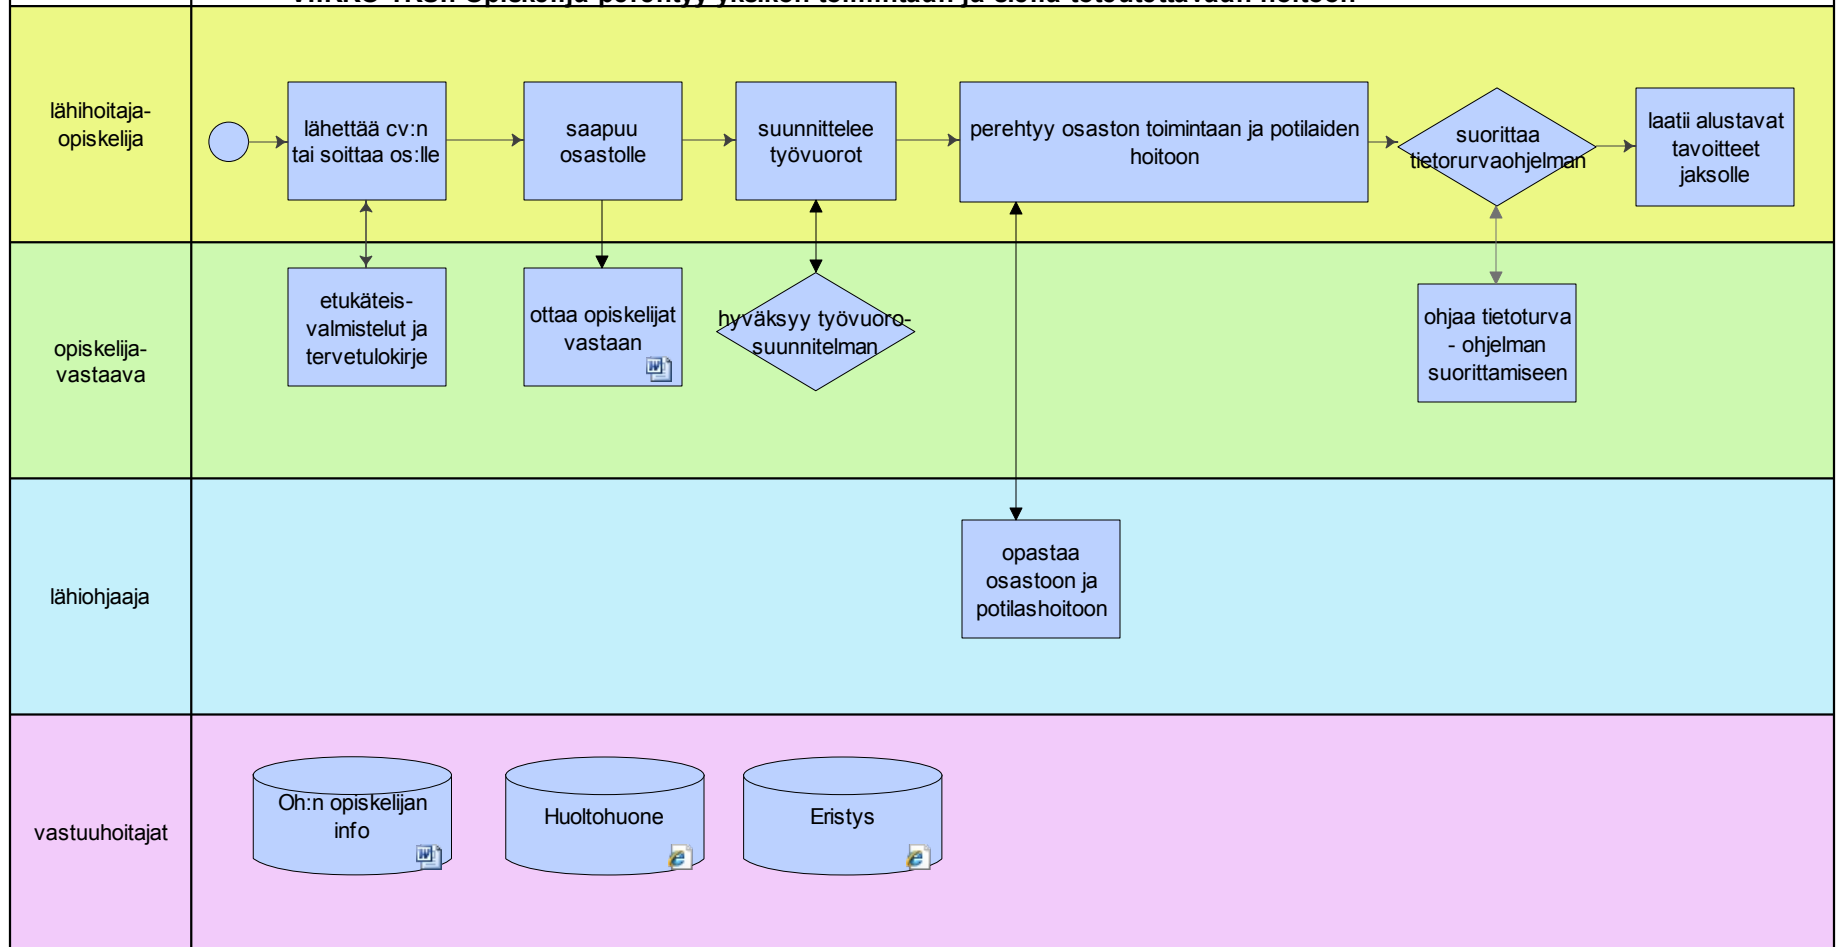 lähihoitaja-
opiskelija
lähettää cv:n
tai soittaa os:lle
saapuu
osastolle
suunnittelee
työvuorot
perehtyy osaston toimintaan ja potilaiden
hoitoon
suorittaa
tietorurvaohjelman
laatii alustavat
tavoitteet
jaksolle
opiskelija-
vastaava
etukäteis-
valmistelut ja
tervetulokirje
ottaa opiskelijat
vastaan
hyväksyy työvuoro-
suunnitelman
ohjaa tietoturva
- ohjelman
suorittamiseen
lähiohjaaja
opastaa
osastoon ja
potilashoitoon
vastuuhoitajat
Oh:n opiskelijan
info
Huoltohuone
Eristys